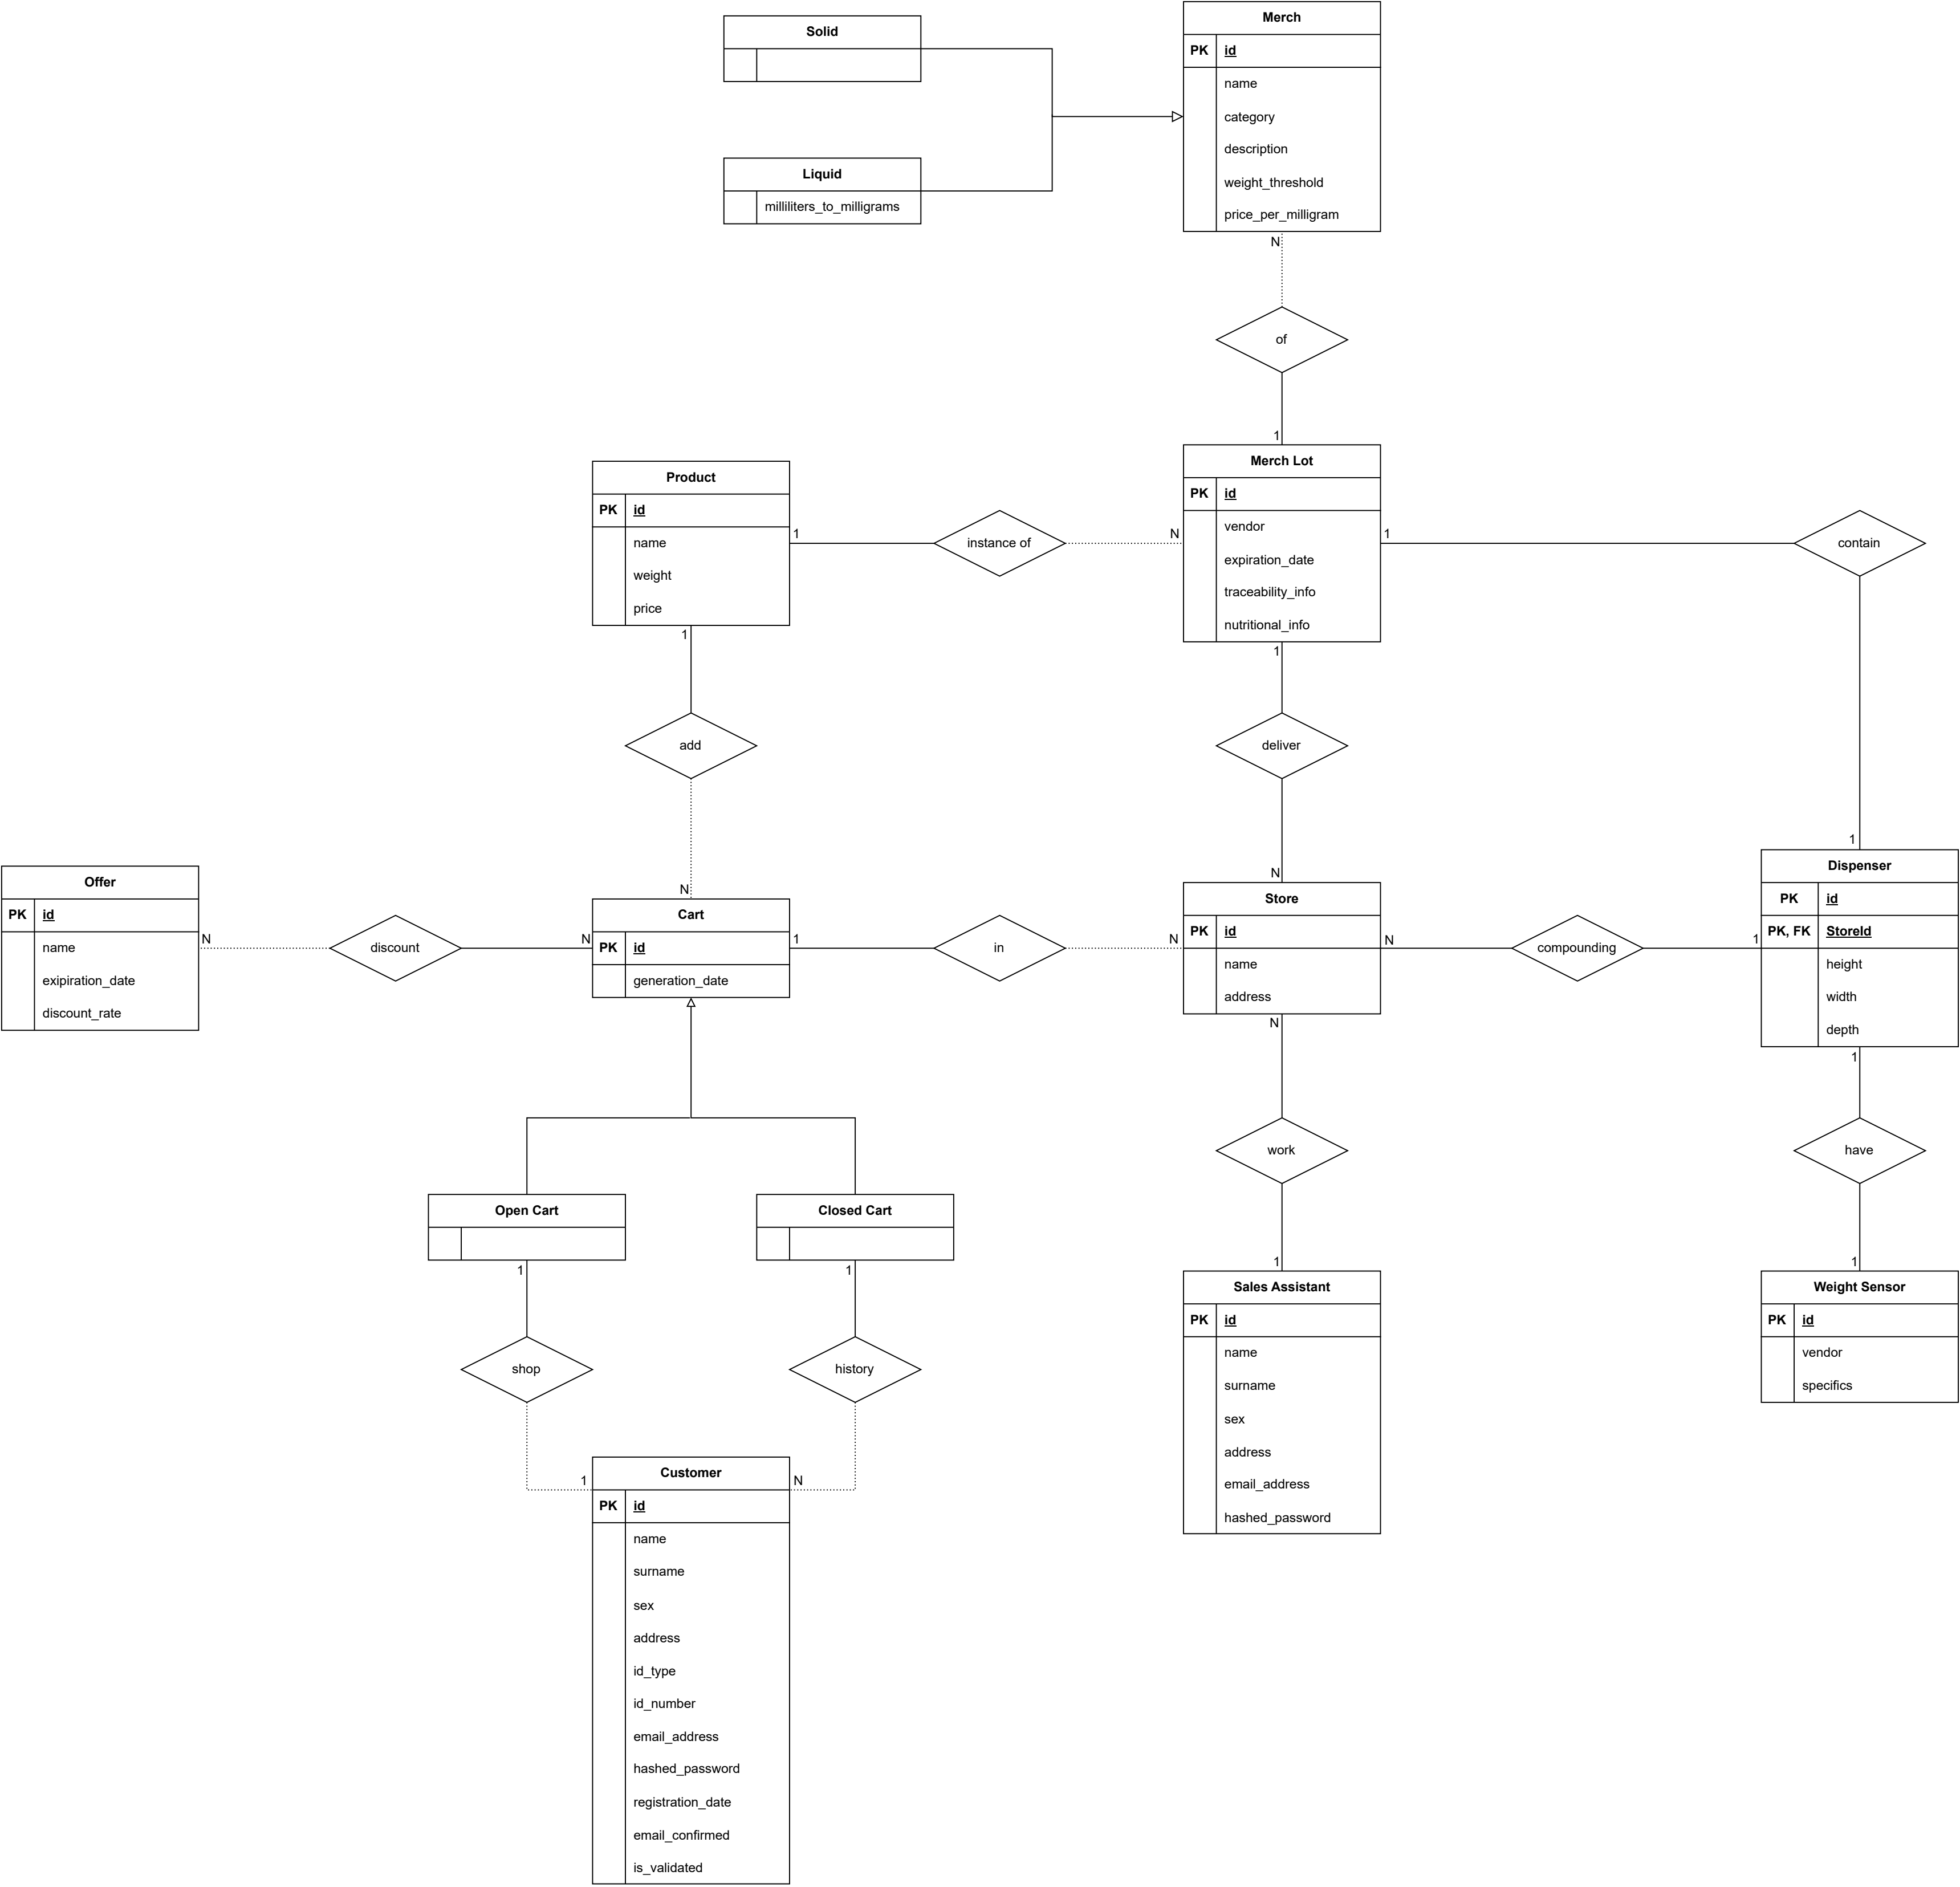 Solid
Liquid
milliliters_to_milligrams
Merch
PK id
name
category
description
weight_threshold
price_per_milligram
N
of
1
Product
PK id
name
weight
price
1
instance of
N
Merch Lot
PK id
vendor
expiration_date
traceability_info
nutritional_info
1
contain
1
1
add
N
1
deliver
N
Offer
PK id
name
exipiration_date
discount_rate
N
discount
N
Cart
PK id
generation_date
1
in
N
Store
PK id
name
address
N
compounding
1
Dispenser
PK id
PK, FK StoreId
height
width
depth
N
work
1
1
have
1
Open Cart
Closed Cart
1
shop
1
1
history
N
Sales Assistant
PK id
name
surname
sex
address
email_address
hashed_password
Weight Sensor
PK id
vendor
specifics
Customer
PK id
name
surname
sex
address
id_type
id_number
email_address
hashed_password
registration_date
email_confirmed
is_validated